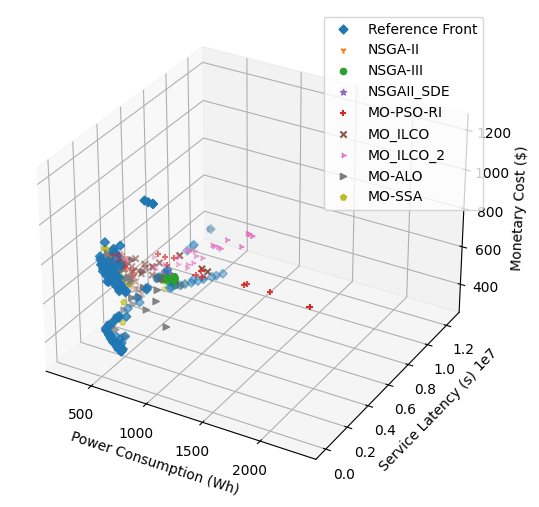 Reference Front
NSGA-II
NSGA-III
NSGAII_SDE
MO-PSO-RI
MO_ILCO
MO_ILCO_2
MO-ALO
MO-SSA
1200
1000
800
600
400
Monetary Cost ($)
1e7
1.2
1.0
0.8
0.6
0.4
0.2
0.0
Service Latency (s)
500
1000
1500
2000
Power Consumption (Wh)